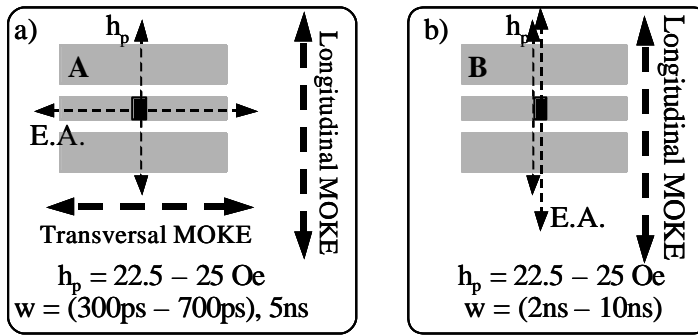 a)
h_p
A
E.A.
Longitudinal MOKE
Transversal MOKE
h_p = 22.5 – 25 Oe
w = (300ps – 700ps), 5ns
b)
h_p
B
E.A.
Longitudinal MOKE
h_p = 22.5 – 25 Oe
w = (2ns – 10ns)